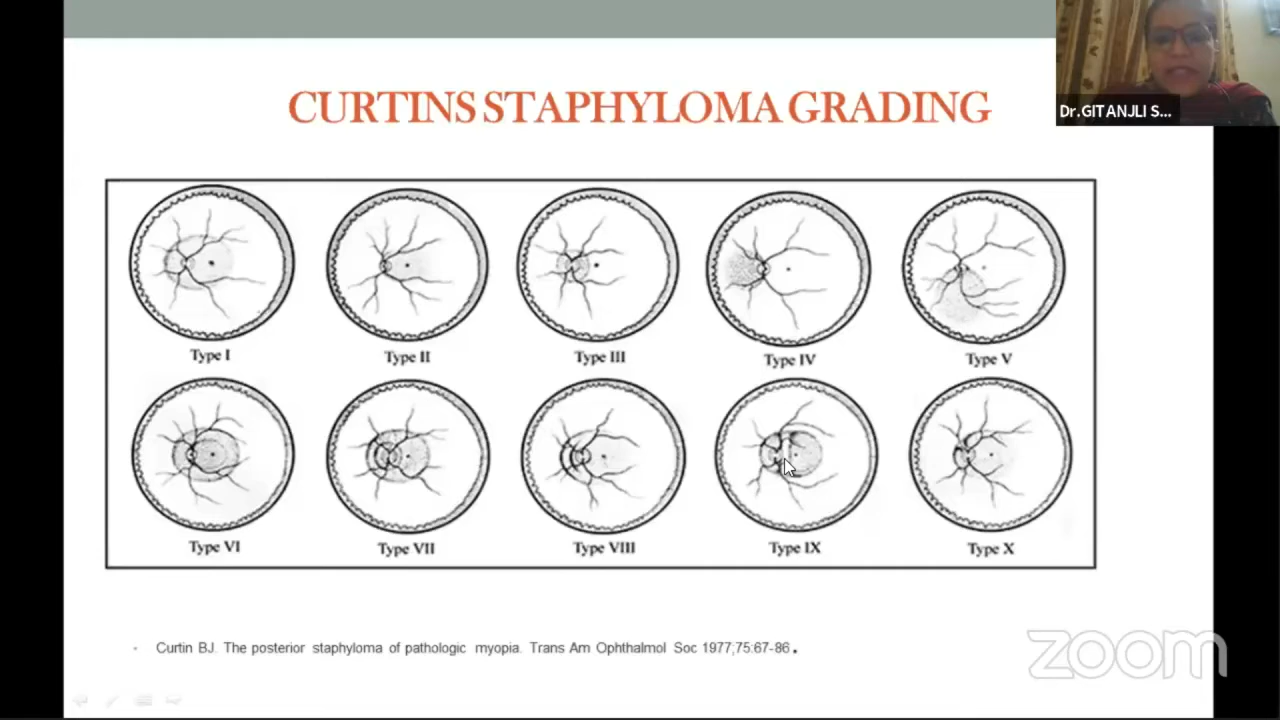 CURTINS STAPHYLOMA GRADING
Dr.GITANJLI S...
Type I
Type II
Type III
Type IV
Type V
Type VI
Type VII
Type VIII
Type IX
Type X
Curtin BJ. The posterior staphyloma of pathologic myopia. Trans Am Ophthalmol Soc 1977;75:67-86.
zoom